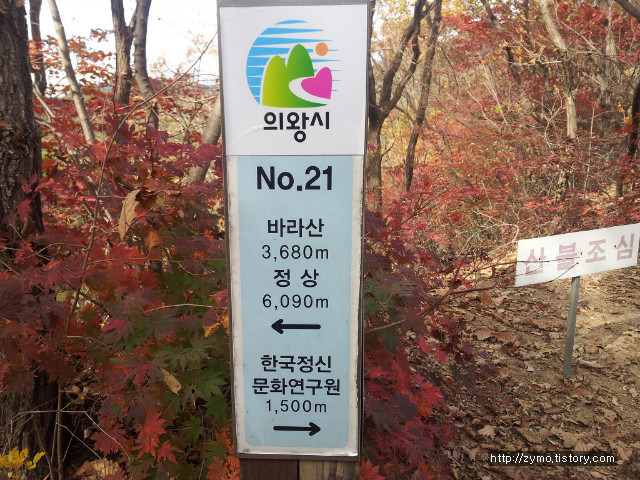 의왕시
No.21
바라산
3,680m
정상
6,090m
←
한국정신
문화연구원
1,500m
→
산불조심
http://zymo.tistory.com